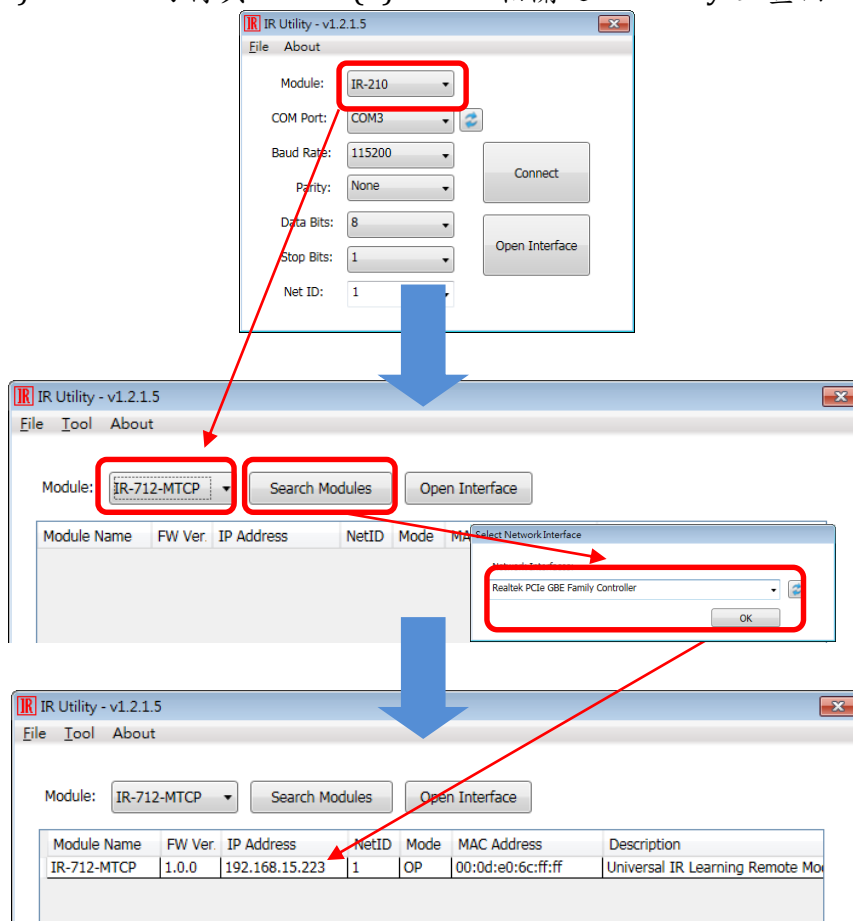 IR Utility - v1.2.1.5
File About
Module: IR-210
COM Port: COM3
Baud Rate: 115200
Connect
Parity: None
Data Bits: 8
Open Interface
Stop Bits: 1
Net ID: 1
IR Utility - v1.2.1.5
File Tool About
Module: IR-712-MTCP Search Modules Open Interface
Module Name FW Ver. IP Address NetID Mode MA
Select Network Interface
Realtek PCIe GBE Family Controller
OK
IR Utility - v1.2.1.5
File Tool About
Module: IR-712-MTCP Search Modules Open Interface
Module Name FW Ver. IP Address NetID Mode MAC Address Description
IR-712-MTCP 1.0.0 192.168.15.223 1 OP 00:0d:e0:6c:ff:ff Universal IR Learning Remote Mo